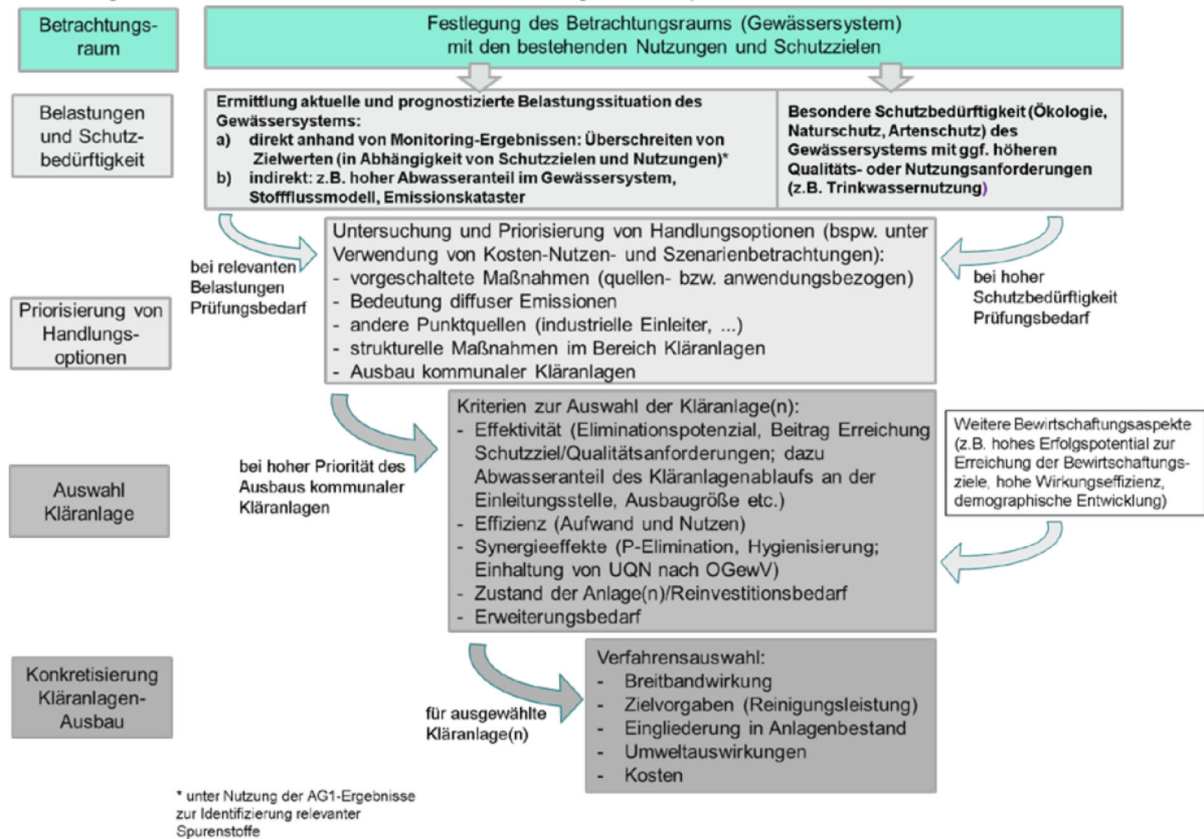 Betrachtungs-
raum
Festlegung des Betrachtungsraums (Gewässersystem)
mit den bestehenden Nutzungen und Schutzzielen
Belastungen
und Schutz-
bedürftigkeit
Ermittlung aktuelle und prognostizierte Belastungssituation des
Gewässersystems:
a) direkt anhand von Monitoring-Ergebnissen: Überschreiten von
Zielwerten (in Abhängigkeit von Schutzzielen und Nutzungen)*
b) indirekt: z.B. hoher Abwasseranteil im Gewässersystem,
Stoffflussmodell, Emissionskataster
Besondere Schutzbedürftigkeit (Ökologie,
Naturschutz, Artenschutz) des
Gewässersystems mit ggf. höheren
Qualitäts- oder Nutzungsanforderungen
(z.B. Trinkwassernutzung)
bei relevanten
Belastungen
Prüfungsbedarf
Untersuchung und Priorisierung von Handlungsoptionen (bspw. unter
Verwendung von Kosten-Nutzen- und Szenarienbetrachtungen):
- vorgeschaltete Maßnahmen (quellen- bzw. anwendungsbezogen)
- Bedeutung diffuser Emissionen
- andere Punktquellen (industrielle Einleiter, ...)
- strukturelle Maßnahmen im Bereich Kläranlagen
- Ausbau kommunaler Kläranlagen
bei hoher
Schutzbedürftigkeit
Prüfungsbedarf
Priorisierung von
Handlungs-
optionen
bei hoher Priorität des
Ausbaus kommunaler
Kläranlagen
Kriterien zur Auswahl der Kläranlage(n):
- Effektivität (Eliminationspotenzial, Beitrag Erreichung
Schutzziel/Qualitätsanforderungen; dazu
Abwasseranteil des Kläranlagenablaufs an der
Einleitungsstelle, Ausbaugröße etc.)
- Effizienz (Aufwand und Nutzen)
- Synergieeffekte (P-Elimination, Hygienisierung;
Einhaltung von UQN nach OGewV)
- Zustand der Anlage(n)/Reinvestitionsbedarf
- Erweiterungsbedarf
Weitere Bewirtschaftungsaspekte
(z.B. hohes Erfolgspotential zur
Erreichung der Bewirtschaftungs-
ziele, hohe Wirkungseffizienz,
demographische Entwicklung)
Auswahl
Kläranlage
Konkretisierung
Kläranlagen-
Ausbau
für ausgewählte
Kläranlage(n)
Verfahrensauswahl:
- Breitbandwirkung
- Zielvorgaben (Reinigungsleistung)
- Eingliederung in Anlagenbestand
- Umweltauswirkungen
- Kosten
* unter Nutzung der AG1-Ergebnisse
zur Identifizierung relevanter
Spurenstoffe